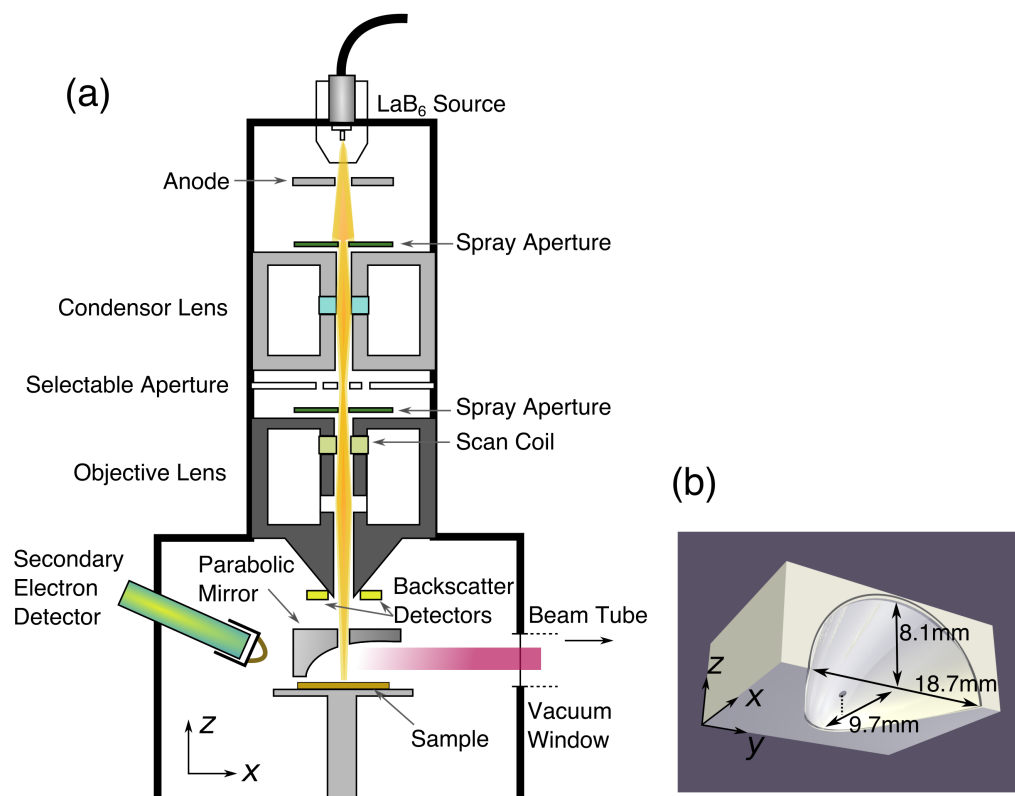 (a)
LaB6 Source
Anode
Spray Aperture
Condensor Lens
Selectable Aperture
Spray Aperture
Scan Coil
Objective Lens
(b)
Secondary
Electron
Detector
Parabolic
Mirror
Backscatter
Detectors
Beam Tube
Sample
Vacuum
Window
z
x
8.1mm
18.7mm
9.7mm
z
x
y